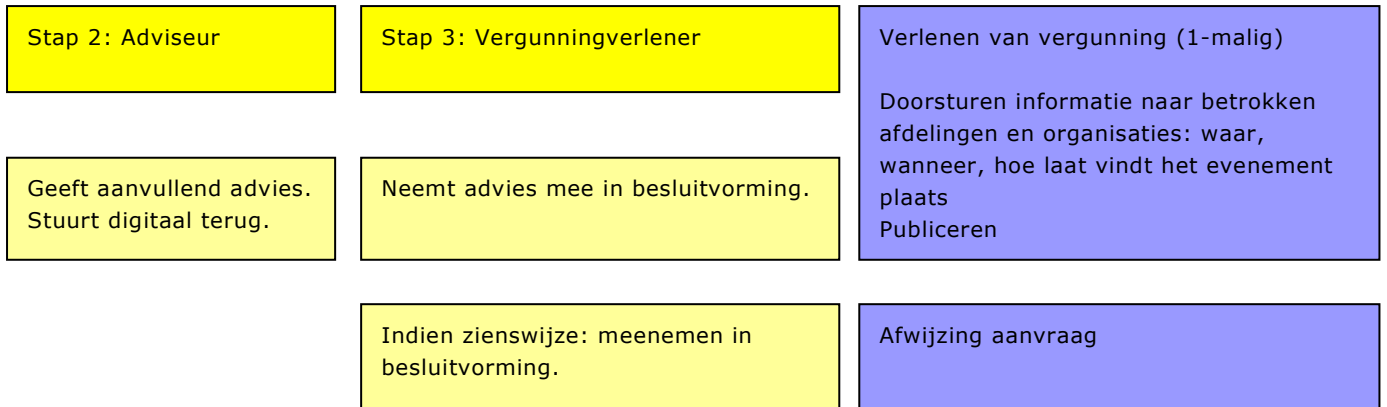 Stap 2: Adviseur
Stap 3: Vergunningverlener
Verlenen van vergunning (1-malig)
Doorsturen informatie naar betrokken
afdelingen en organisaties: waar,
wanneer, hoe laat vindt het evenement
plaats
Publiceren
Geeft aanvullend advies.
Stuurt digitaal terug.
Neemt advies mee in besluitvorming.
Indien zienswijze: meenemen in
besluitvorming.
Afwijzing aanvraag